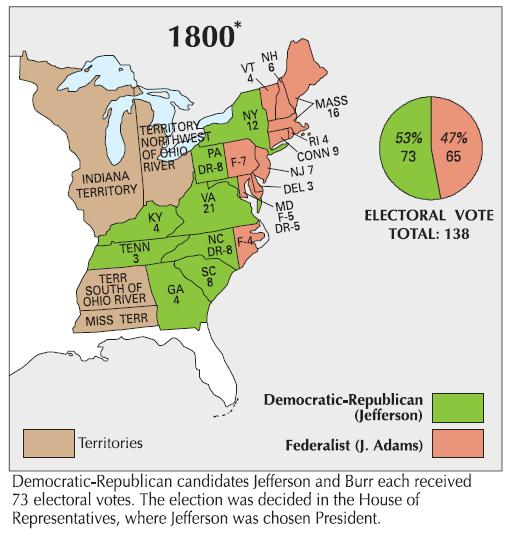 1800*
NH
6
VT
4
MASS
16
NY
12
RI 4
CONN 9
TERRITORY
NORTHWEST
OF OHIO
RIVER
PA
DR-8
F-7
NJ 7
DEL 3
MD
F-5
DR-5
INDIANA
TERRITORY
VA
21
KY
4
TENN
3
NC
DR-8
F-4
TERR
SOUTH OF
OHIO RIVER
SC
8
GA
4
MISS TERR
53%
73
47%
65
ELECTORAL VOTE
TOTAL: 138
Democratic-Republican
(Jefferson)
Federalist (J. Adams)
Territories
Democratic-Republican candidates Jefferson and Burr each received
73 electoral votes. The election was decided in the House of
Representatives, where Jefferson was chosen President.